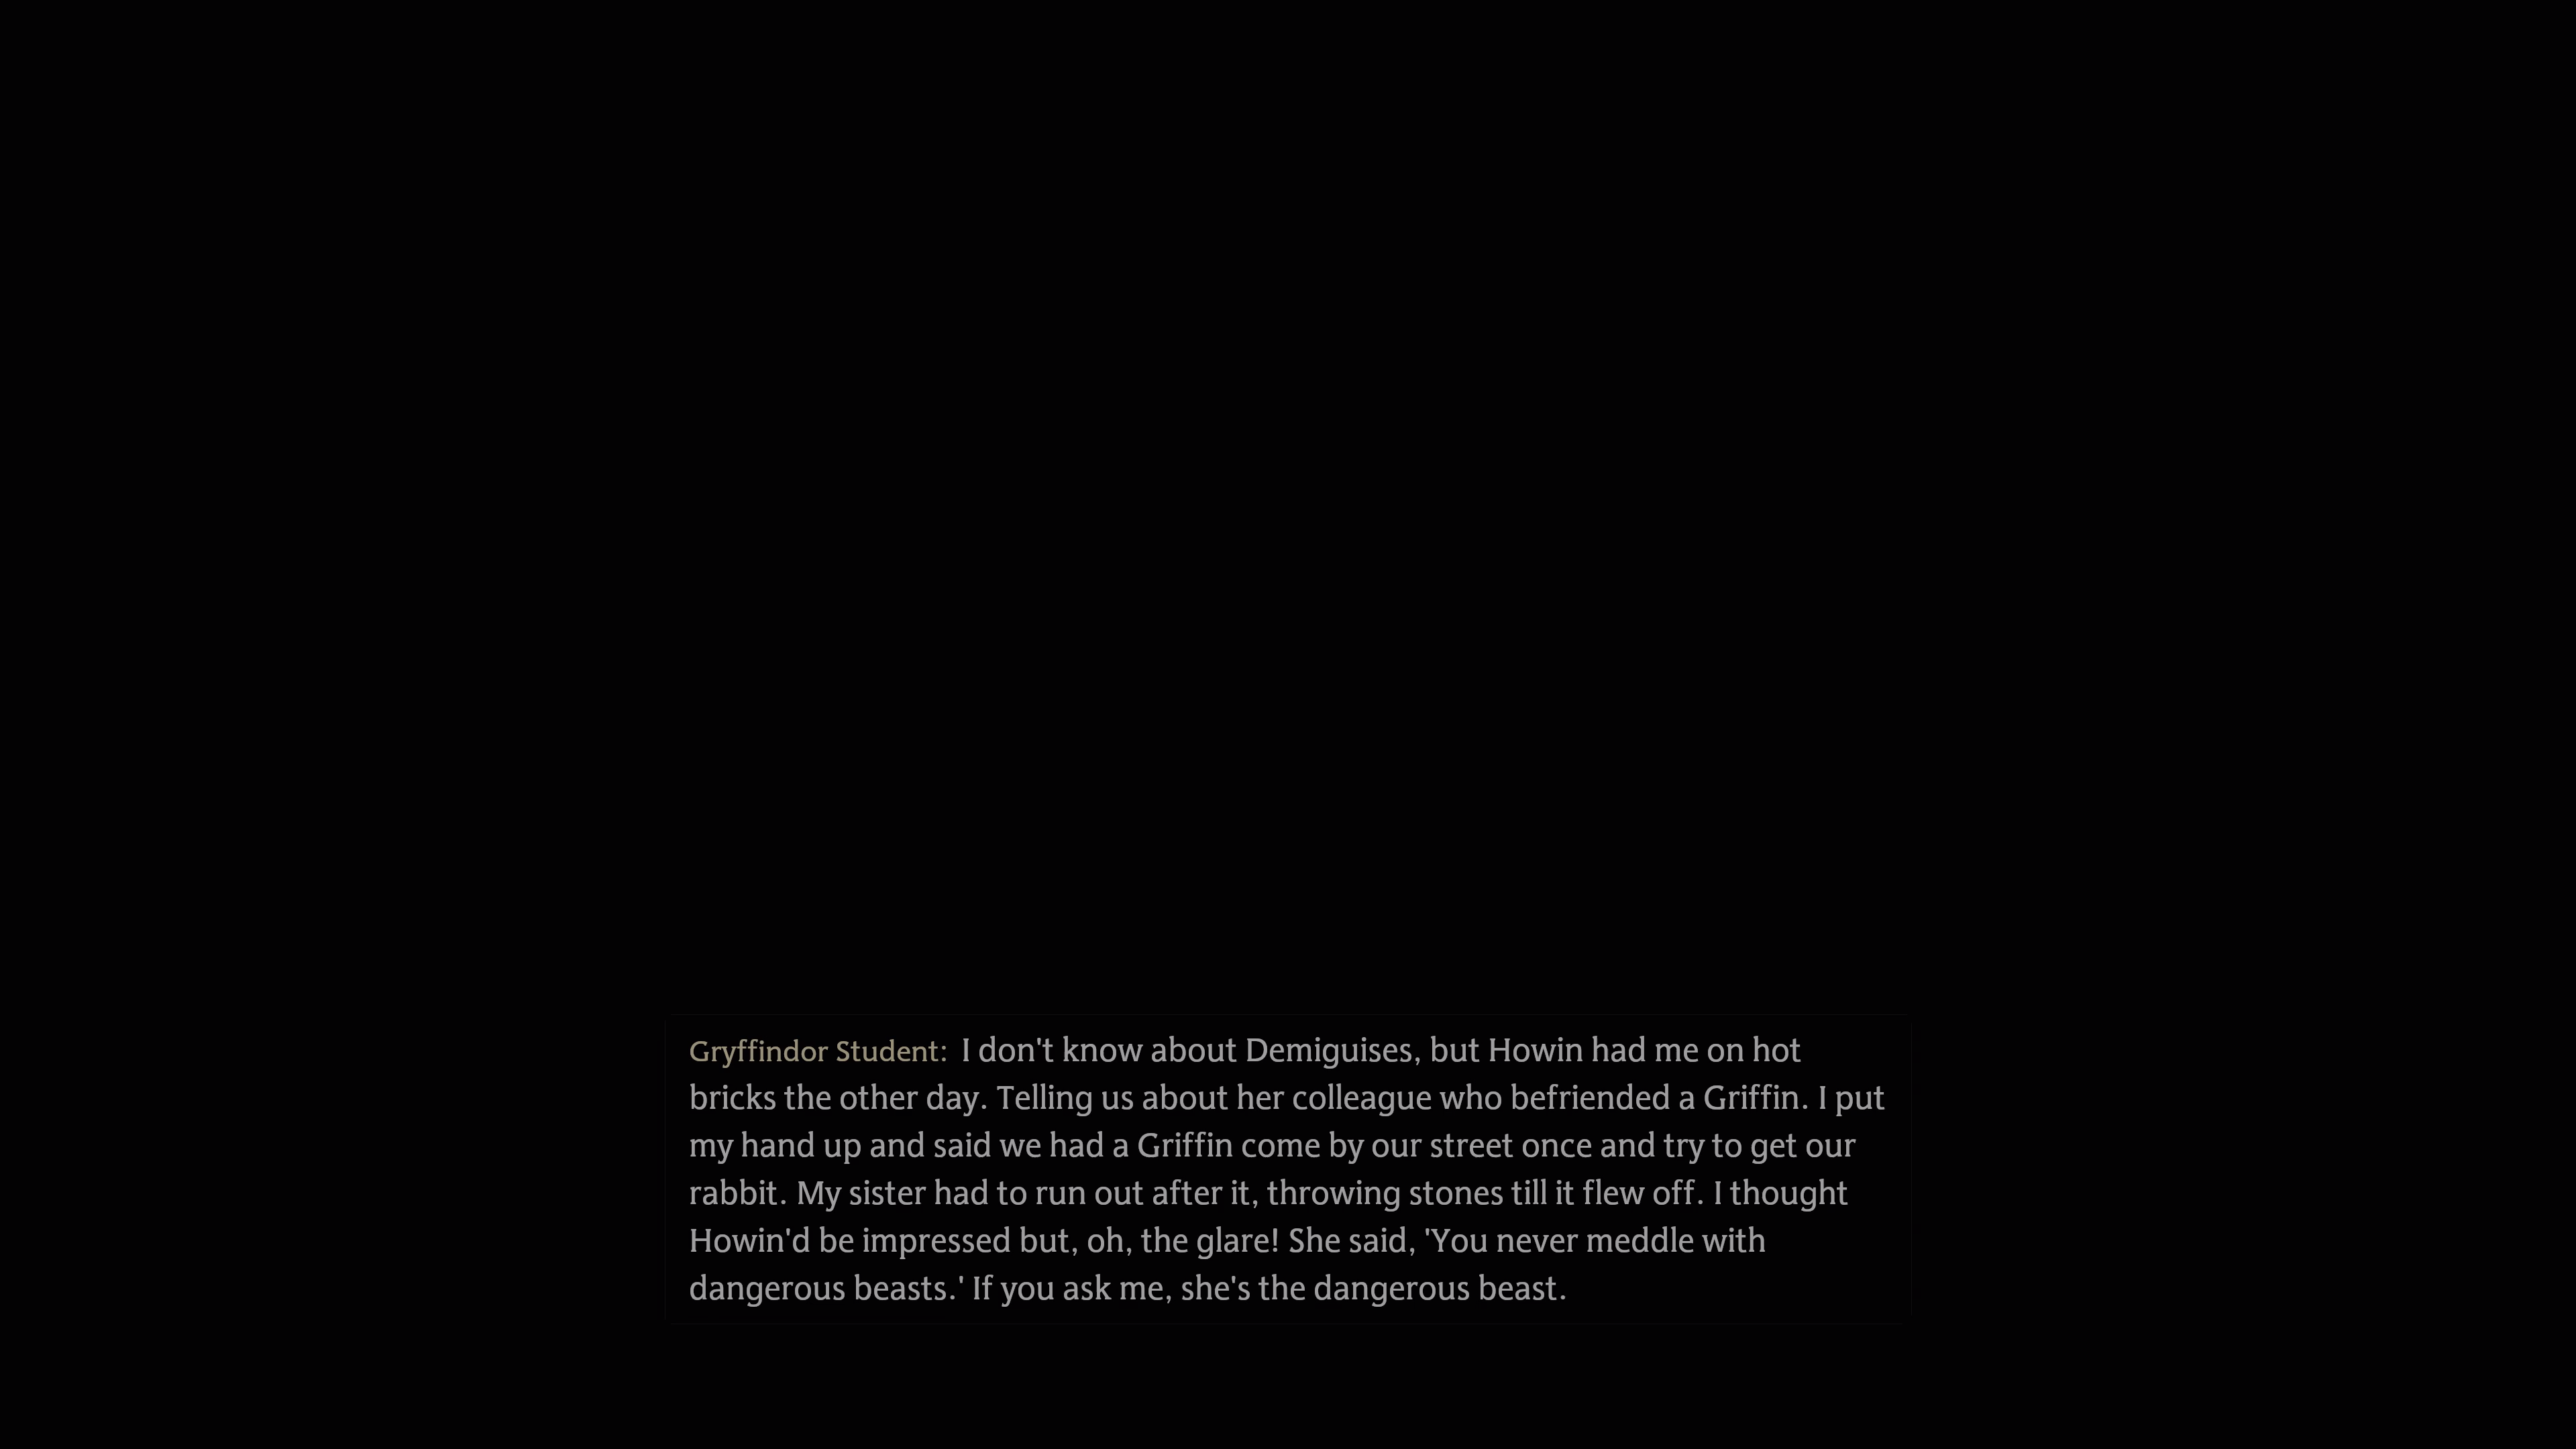 Gryffindor Student: I don't know about Demiguises, but Howin had me on hot
bricks the other day. Telling us about her colleague who befriended a Griffin. I put
my hand up and said we had a Griffin come by our street once and try to get our
rabbit. My sister had to run out after it, throwing stones till it flew off. I thought
Howin'd be impressed but, oh, the glare! She said, 'You never meddle with
dangerous beasts.' If you ask me, she's the dangerous beast.